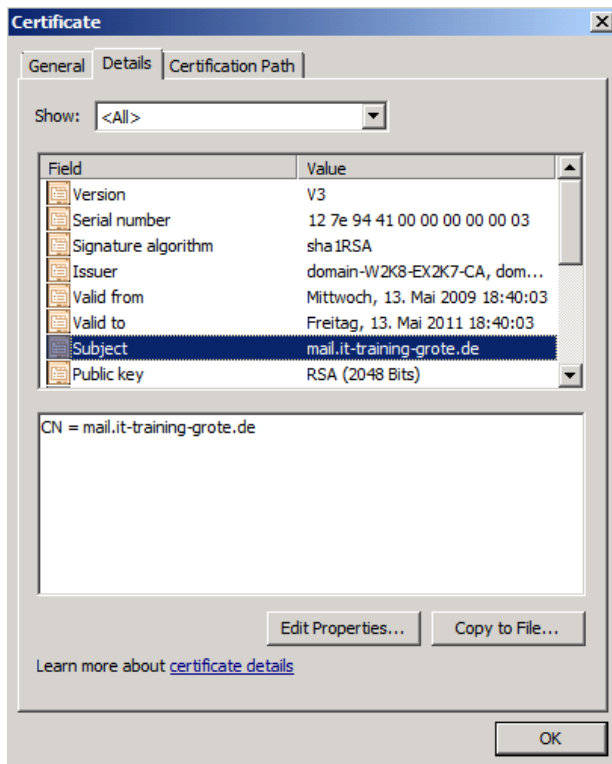 Certificate
General Details Certification Path
Show: <All>
Field Value
Version V3
Serial number 12 7e 94 41 00 00 00 00 00 03
Signature algorithm sha1RSA
Issuer domain-W2K8-EX2K7-CA, dom...
Valid from Mittwoch, 13. Mai 2009 18:40:03
Valid to Freitag, 13. Mai 2011 18:40:03
Subject mail.it-training-grote.de
Public key RSA (2048 Bits)
CN = mail.it-training-grote.de
Edit Properties... Copy to File...
Learn more about certificate details
OK